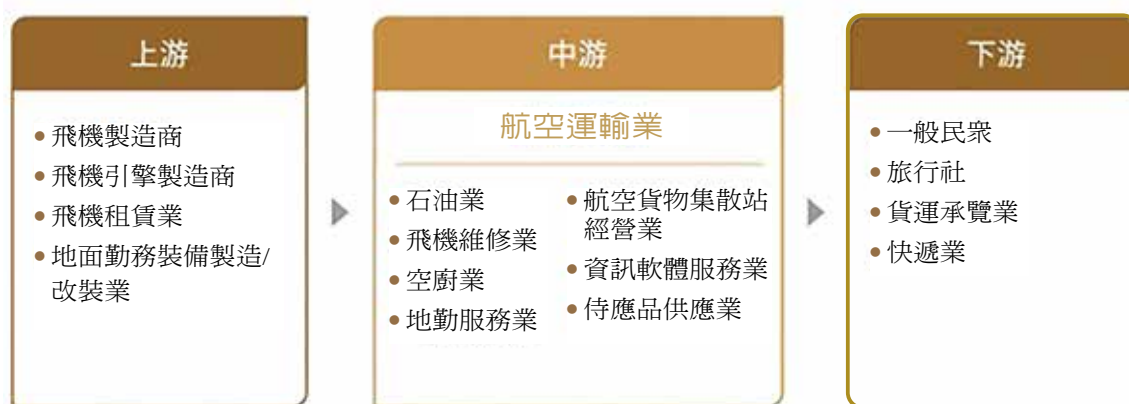 上游
• 飛機製造商
• 飛機引擎製造商
• 飛機租賃業
• 地面勤務裝備製造/
改裝業
中游
航空運輸業
• 石油業
• 飛機維修業
• 空廚業
• 地勤服務業
• 航空貨物集散站
經營業
• 資訊軟體服務業
• 侍應品供應業
下游
• 一般民眾
• 旅行社
• 貨運承覽業
• 快遞業